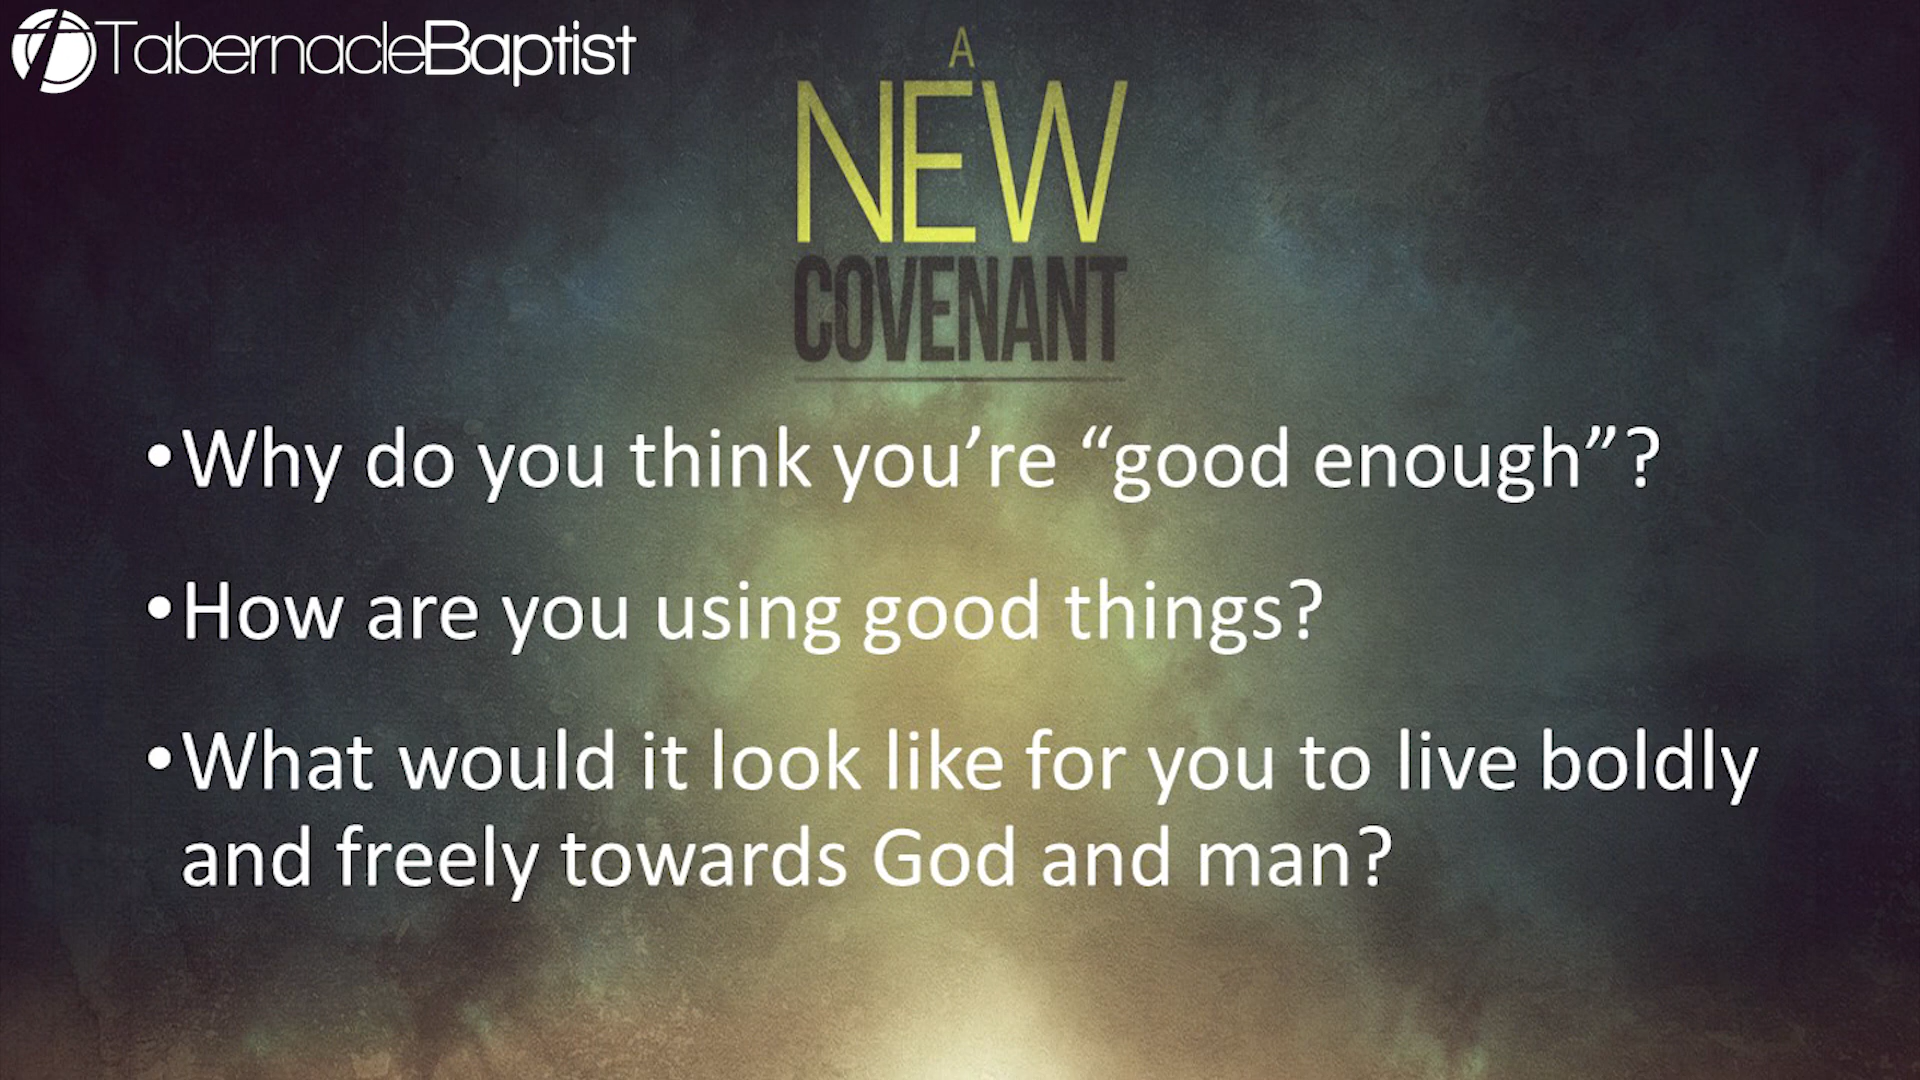 TabernacleBaptist
A
NEW
COVENANT
•Why do you think you’re “good enough”?
•How are you using good things?
•What would it look like for you to live boldly
and freely towards God and man?